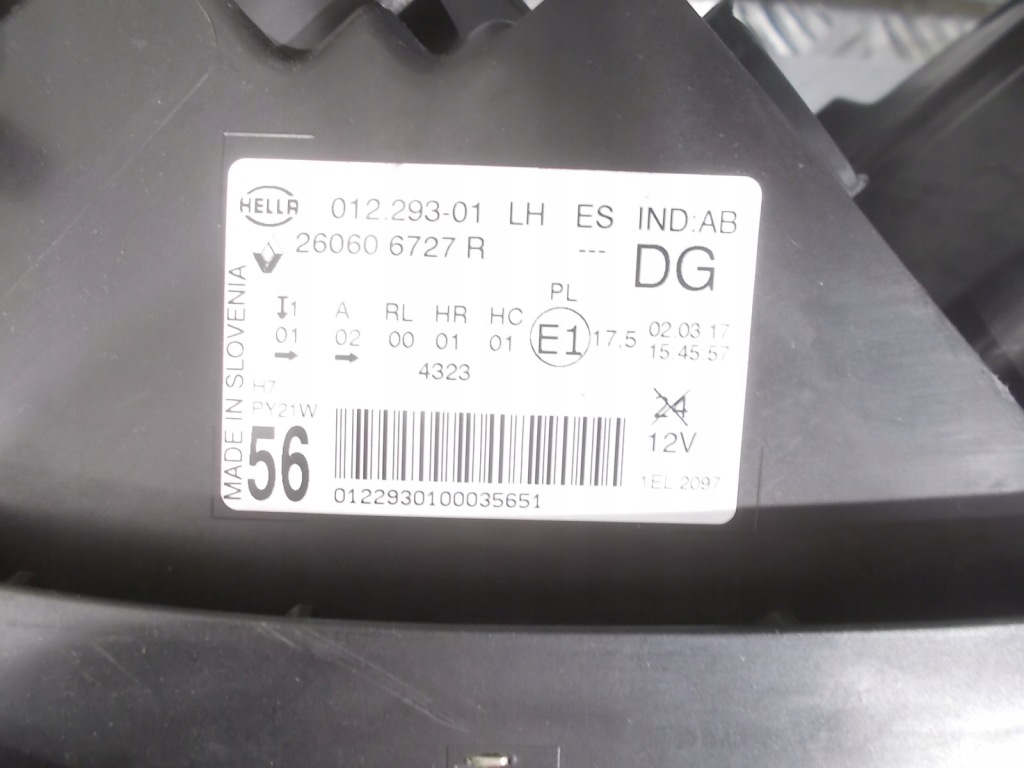 HELLA 012.293-01 LH ES IND:AB
26060 6727 R --- DG
PL
1 A RL HR HC E1 17.5 02.03.17
01 02 00 01 01 15:45:57
4323
H7
PY21W
24
12V
56
1EL 2097
0122930100035651
MADE IN SLOVENIA